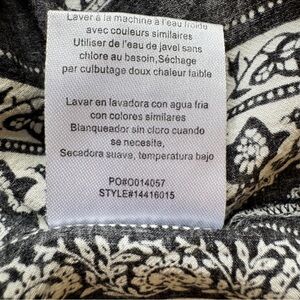 Laver à la machine à l'eau froide
avec couleurs similaires
Utiliser de l'eau de javel sans
chlore au besoin, Séchage
par culbutage doux chaleur faible
Lavar en lavadora con agua fria
con colores similares
Blanqueador sin cloro cuando
se necesita,
Secadora suave, temperatura bajo
PO#O014057
STYLE#14416015